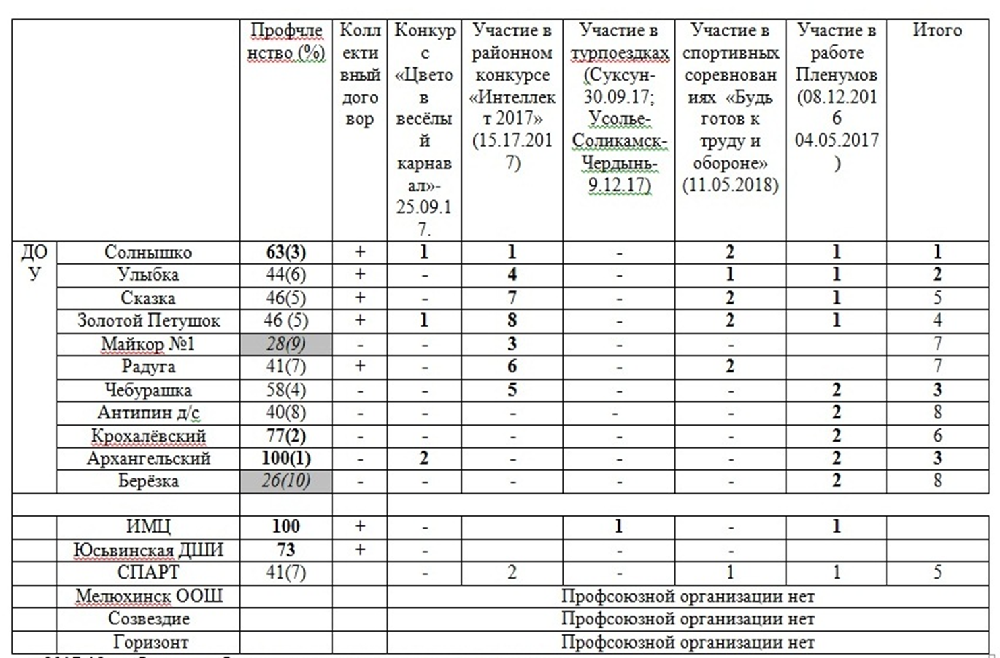 Профчленство (%) Коллективный договор Конкурс «Цветов весёлый карнавал»-25.09.17. Участие в районном конкурсе «Интеллект 2017» (15.17.2017) Участие в турпоездках (Суксун-30.09.17; Усолье-Соликамск-Чердынь-9.12.17) Участие в спортивных соревнованиях «Будь готов к труду и обороне» (11.05.2018) Участие в работе Пленумов (08.12.2016 04.05.2017) Итого
ДОУ Солнышко 63(3) + 1 1 - 2 1 1
Улыбка 44(6) + - 4 - 1 1 2
Сказка 46(5) + - 7 - 2 1 5
Золотой Петушок 46 (5) + 1 8 - 2 1 4
Майкор №1 28(9) - - 3 - - 7
Радуга 41(7) + - 6 - 2 7
Чебурашка 58(4) - - 5 - - 2 3
Антипин д/с 40(8) - - - - - 2 8
Крохалёвский 77(2) - - - - - 2 6
Архангельский 100(1) - 2 - - - 2 3
Берёзка 26(10) - - - - - 2 8
ИМЦ 100 + - 1 - 1
Юсьвинская ДШИ 73 + - - -
СПАРТ 41(7) - 2 - 1 1 5
Мелюхинск ООШ Профсоюзной организации нет
Созвездие Профсоюзной организации нет
Горизонт Профсоюзной организации нет